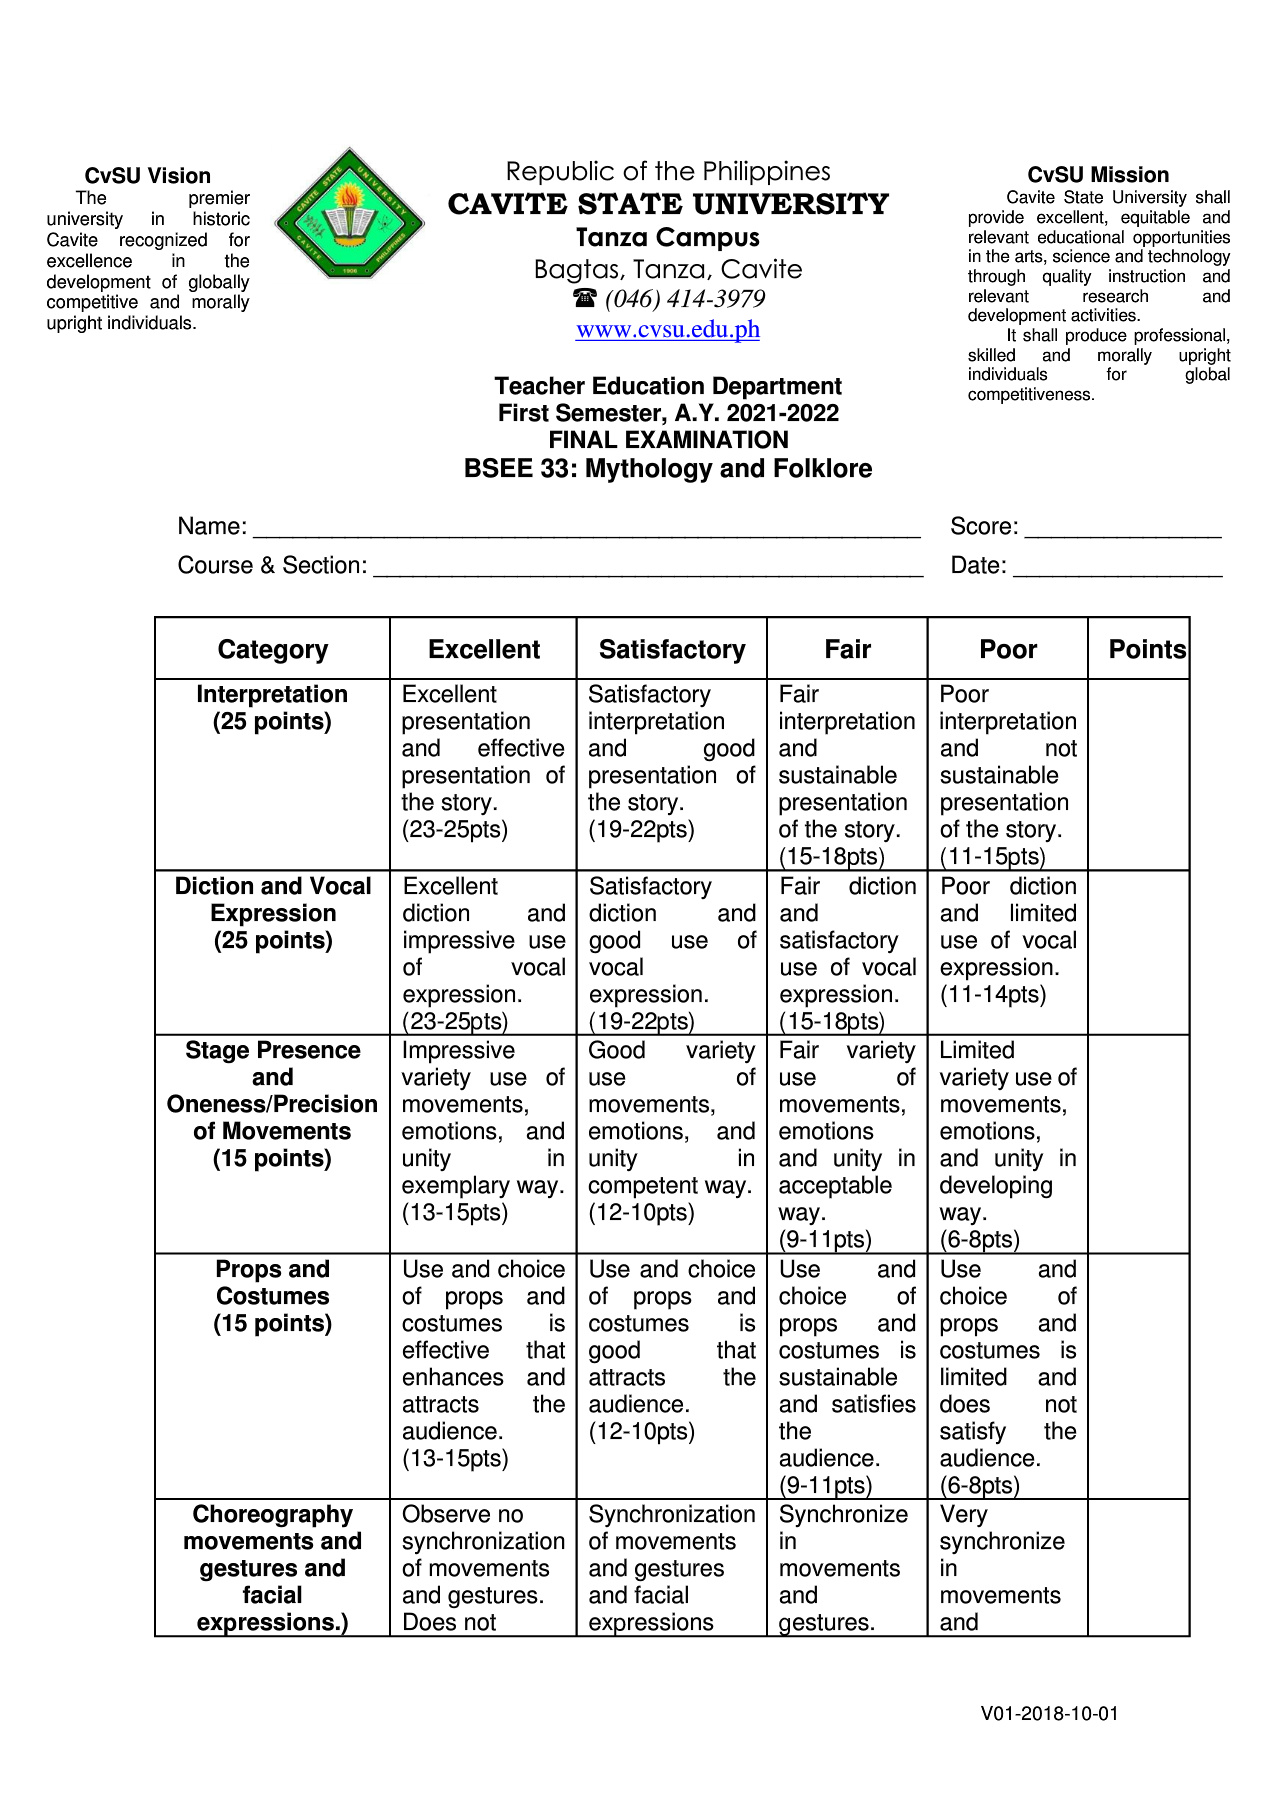 CvSU Vision
The premier
university in historic
Cavite recognized for
excellence in the
development of globally
competitive and morally
upright individuals.
CAVITE STATE UNIVERSITY
CAVITE PHILIPPINES
1906
Republic of the Philippines
CAVITE STATE UNIVERSITY
Tanza Campus
Bagtas, Tanza, Cavite
☎ (046) 414-3979
www.cvsu.edu.ph
CvSU Mission
Cavite State University shall
provide excellent, equitable and
relevant educational opportunities
in the arts, science and technology
through quality instruction and
relevant research and
development activities.
It shall produce professional,
skilled and morally upright
individuals for global
competitiveness.
Teacher Education Department
First Semester, A.Y. 2021-2022
FINAL EXAMINATION
BSEE 33: Mythology and Folklore
Name: ______________ Score: ______________
Course & Section: ______________ Date: ______________
Category Excellent Satisfactory Fair Poor Points
Interpretation
(25 points)
Excellent
presentation
and effective
presentation of
the story.
(23-25pts)
Satisfactory
interpretation
and good
presentation of
the story.
(19-22pts)
Fair
interpretation
and
sustainable
presentation
of the story.
(15-18pts)
Poor
interpretation
and not
sustainable
presentation
of the story.
(11-15pts)
Diction and Vocal
Expression
(25 points)
Excellent
diction and
impressive use
of vocal
expression.
(23-25pts)
Satisfactory
diction and
good use of
vocal
expression.
(19-22pts)
Fair diction
and
satisfactory
use of vocal
expression.
(15-18pts)
Poor diction
and limited
use of vocal
expression.
(11-14pts)
Stage Presence
and
Oneness/Precision
of Movements
(15 points)
Impressive
variety use of
movements,
emotions, and
unity in
exemplary way.
(13-15pts)
Good variety
use of
movements,
emotions, and
unity in
competent way.
(12-10pts)
Fair variety
use of
movements,
emotions
and unity in
acceptable
way.
(9-11pts)
Limited
variety use of
movements,
emotions,
and unity in
developing
way.
(6-8pts)
Props and
Costumes
(15 points)
Use and choice
of props and
costumes is
effective that
enhances and
attracts the
audience.
(13-15pts)
Use and choice
of props and
costumes is
good that
attracts the
audience.
(12-10pts)
Use and
choice of
props and
costumes is
sustainable
and satisfies
the
audience.
(9-11pts)
Use and
choice of
props and
costumes is
limited and
does not
satisfy the
audience.
(6-8pts)
Choreography
movements and
gestures and
facial
expressions.)
Observe no
synchronization
of movements
and gestures.
Does not
Synchronization
of movements
and gestures
and facial
expressions
Synchronize
in
movements
and
gestures.
Very
synchronize
in
movements
and
V01-2018-10-01